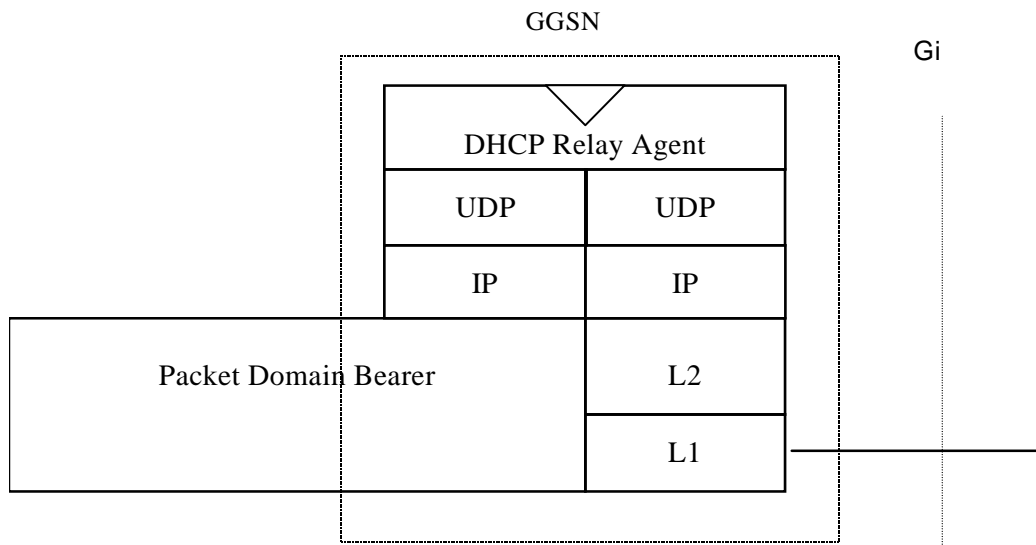 GGSN
Gi
DHCP Relay Agent
UDP
UDP
IP
IP
Packet Domain Bearer
L2
L1